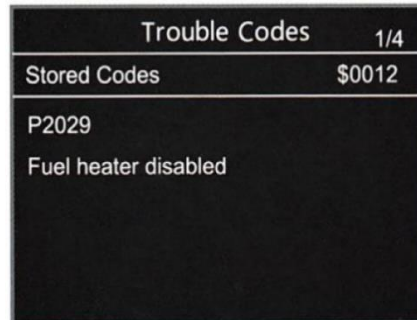 Trouble Codes 1/4
Stored Codes $0012
P2029
Fuel heater disabled